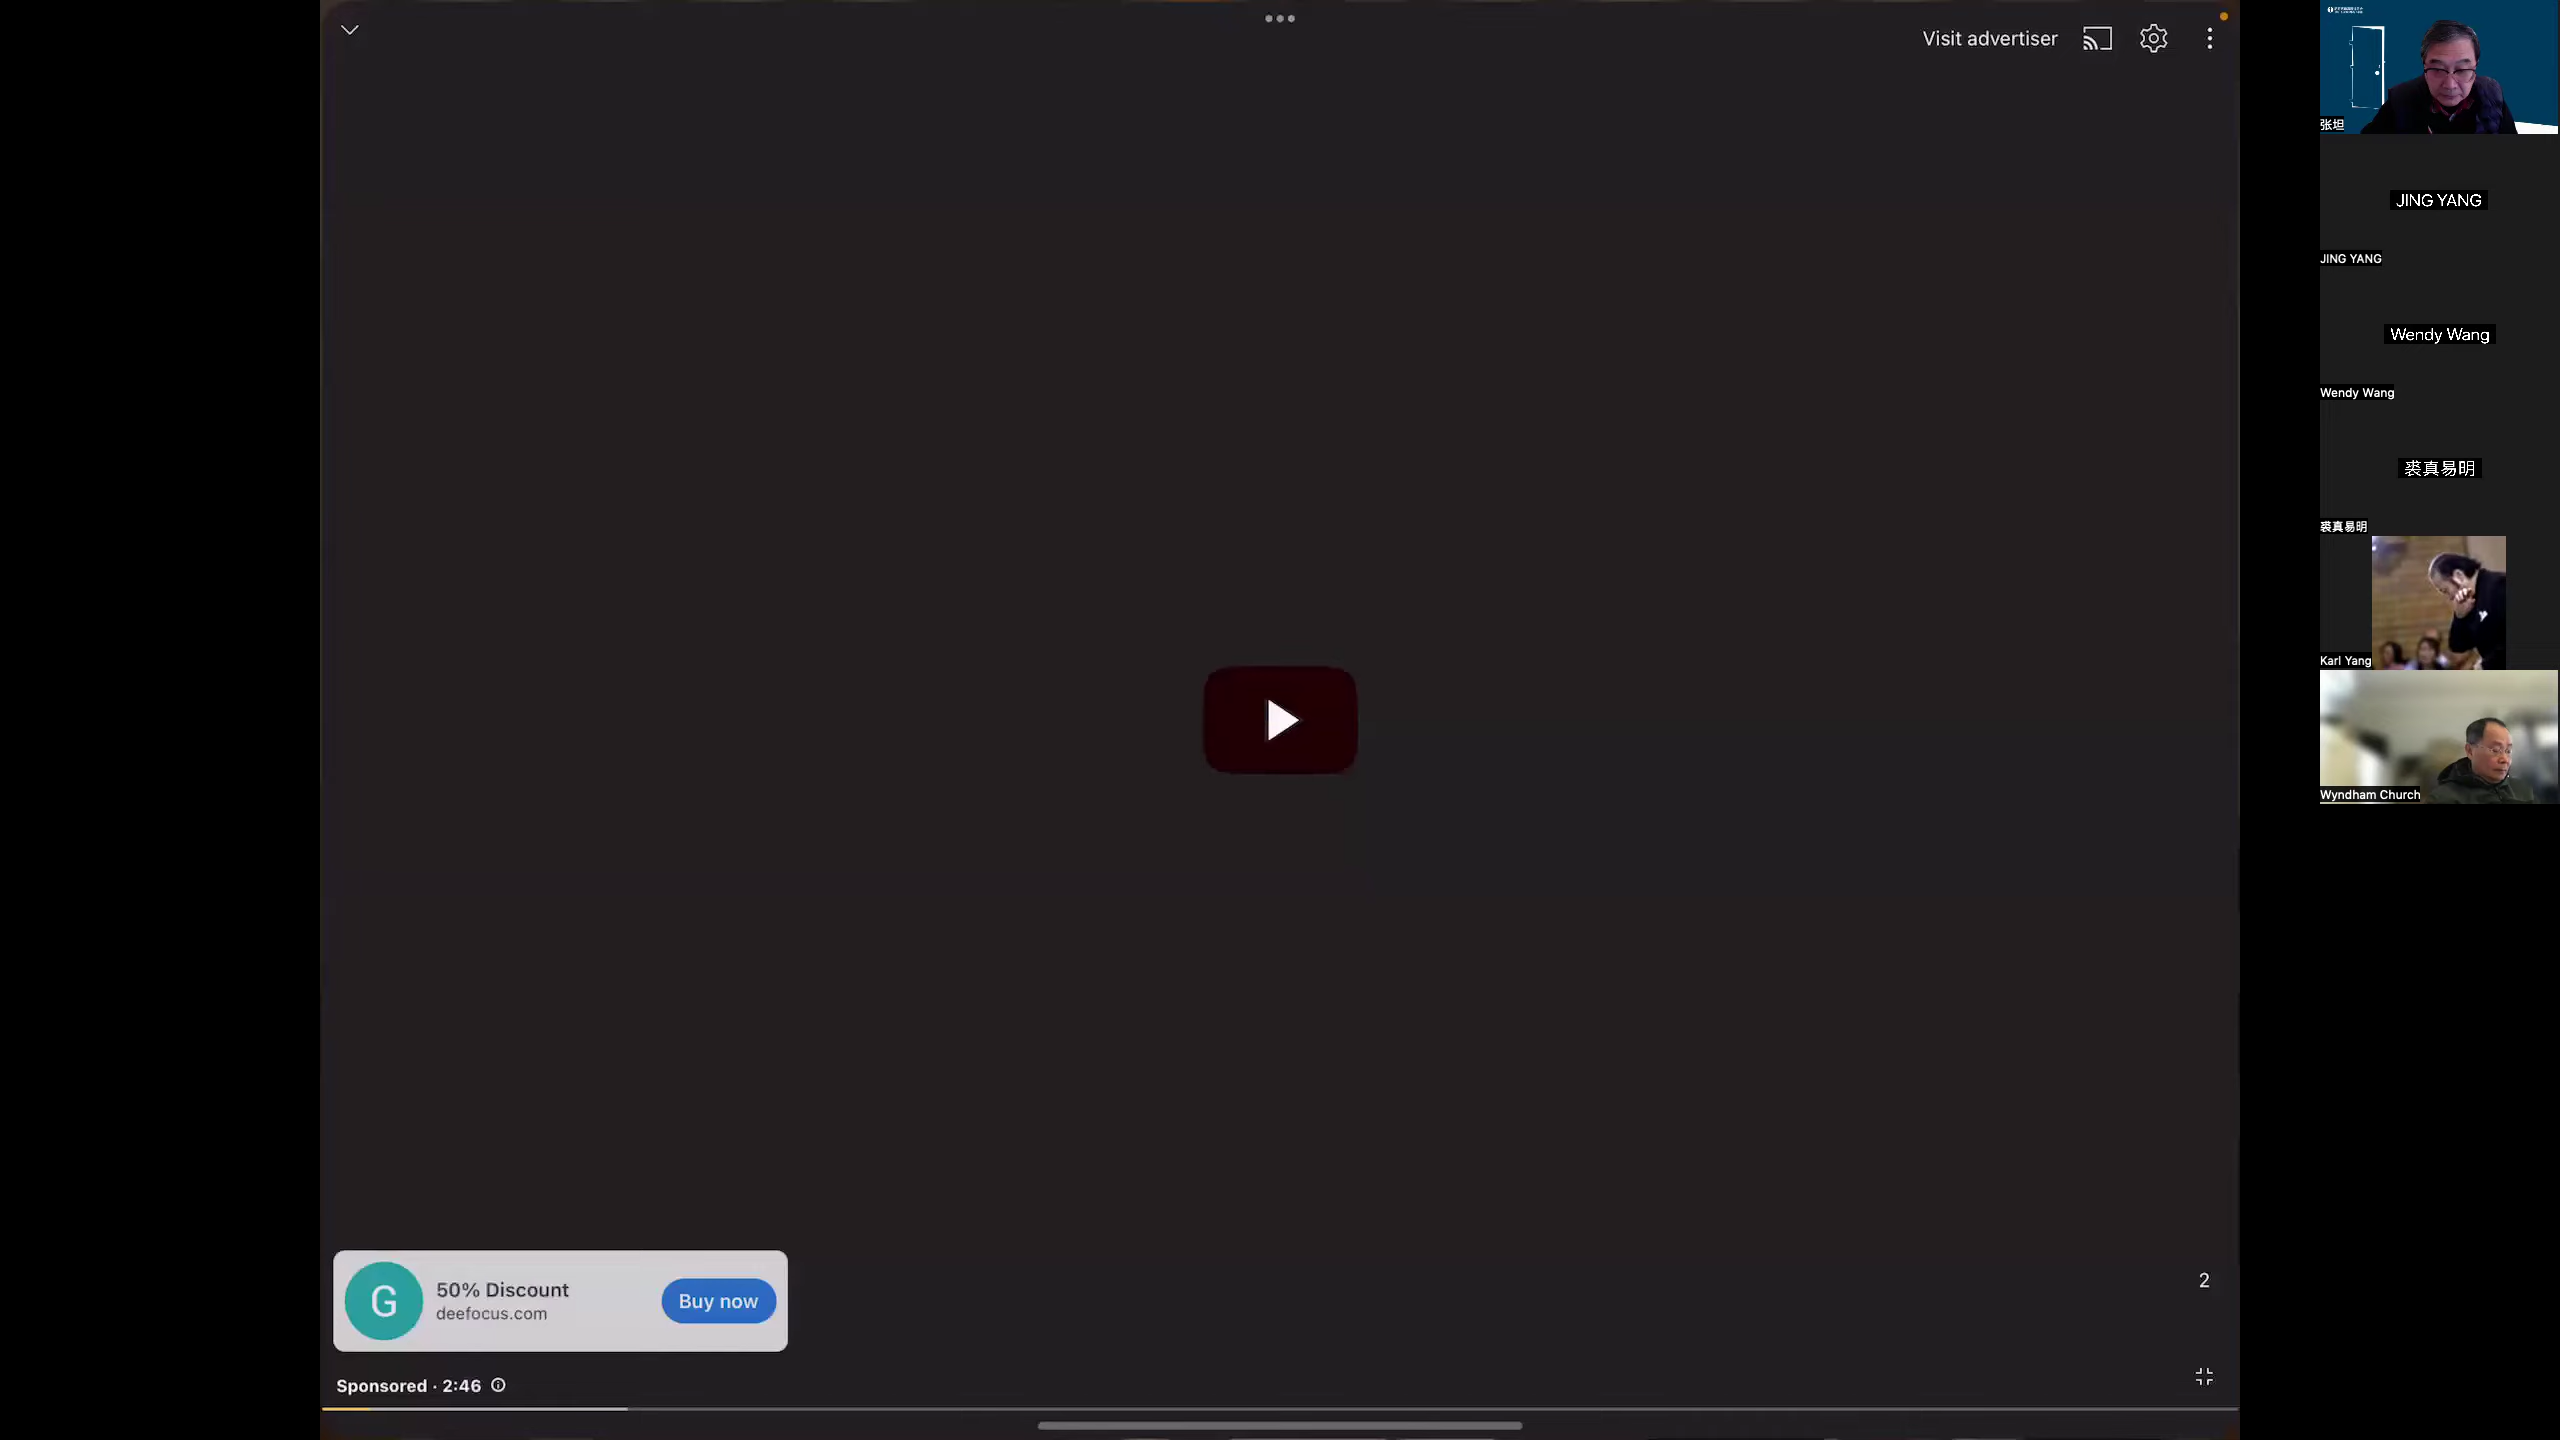 Visit advertiser
50% Discount
deefocus.com
Buy now
G
2
Sponsored · 2:46
张坦
JING YANG
JING YANG
Wendy Wang
Wendy Wang
裘真易明
裘真易明
Karl Yang
Wyndham Church